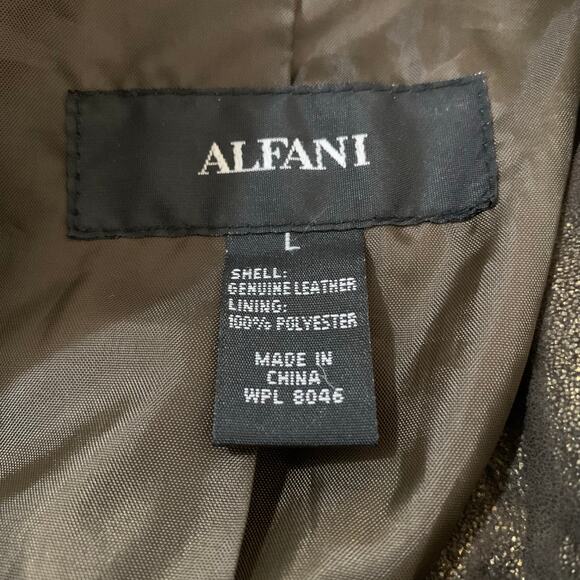 ALFANI
L
SHELL:
GENUINE LEATHER
LINING:
100% POLYESTER
MADE IN
CHINA
WPL 8046